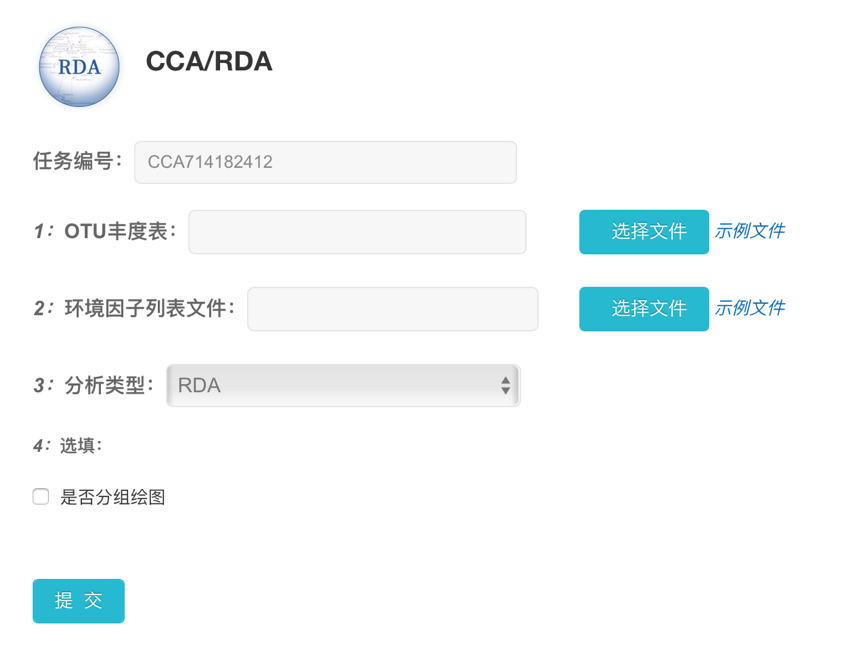 RDA
CCA/RDA
任务编号: CCA714182412
1: OTU丰度表: 选择文件 示例文件
2: 环境因子列表文件: 选择文件 示例文件
3: 分析类型: RDA
4: 选填:
是否分组绘图
提 交